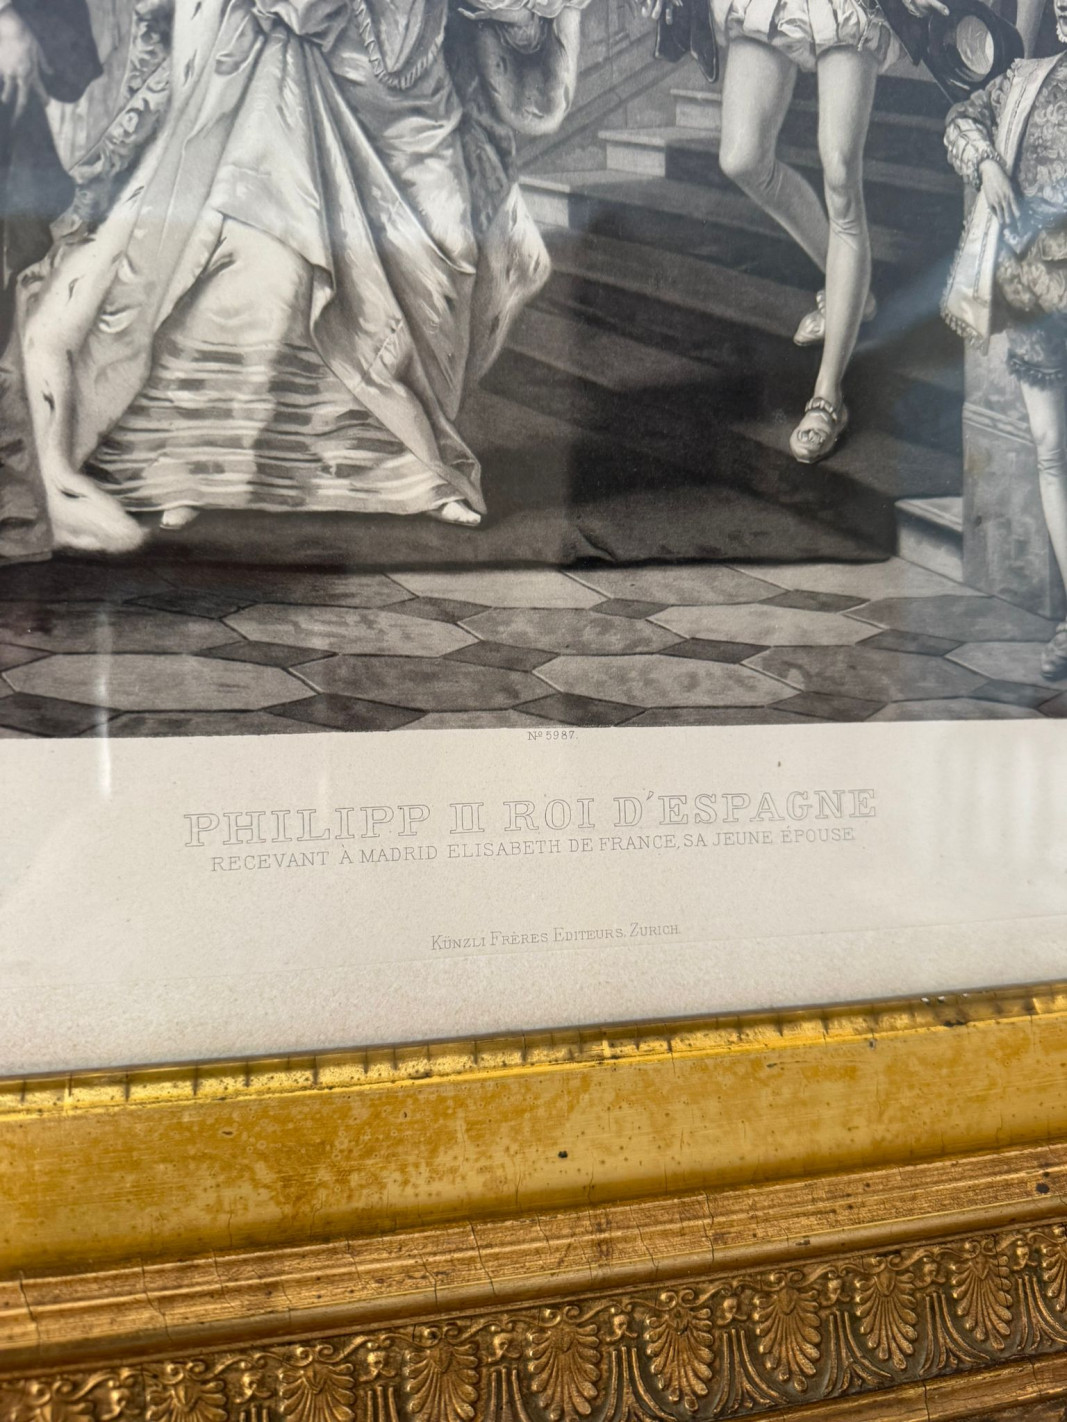 Nº 5987.
PHILIPP II ROI D'ESPAGNE
RECEVANT À MADRID ELISABETH DE FRANCE, SA JEUNE ÉPOUSE
KÜNZLI FRÈRES EDITEURS. ZURICH.